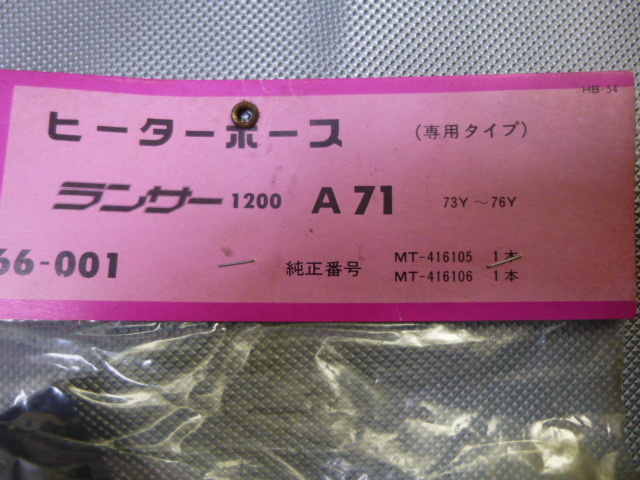 HB-54
ヒーターホース (専用タイプ)
ランサー 1200 A71 73Y～76Y
66-001 純正番号 MT-416105 1本
MT-416106 1本